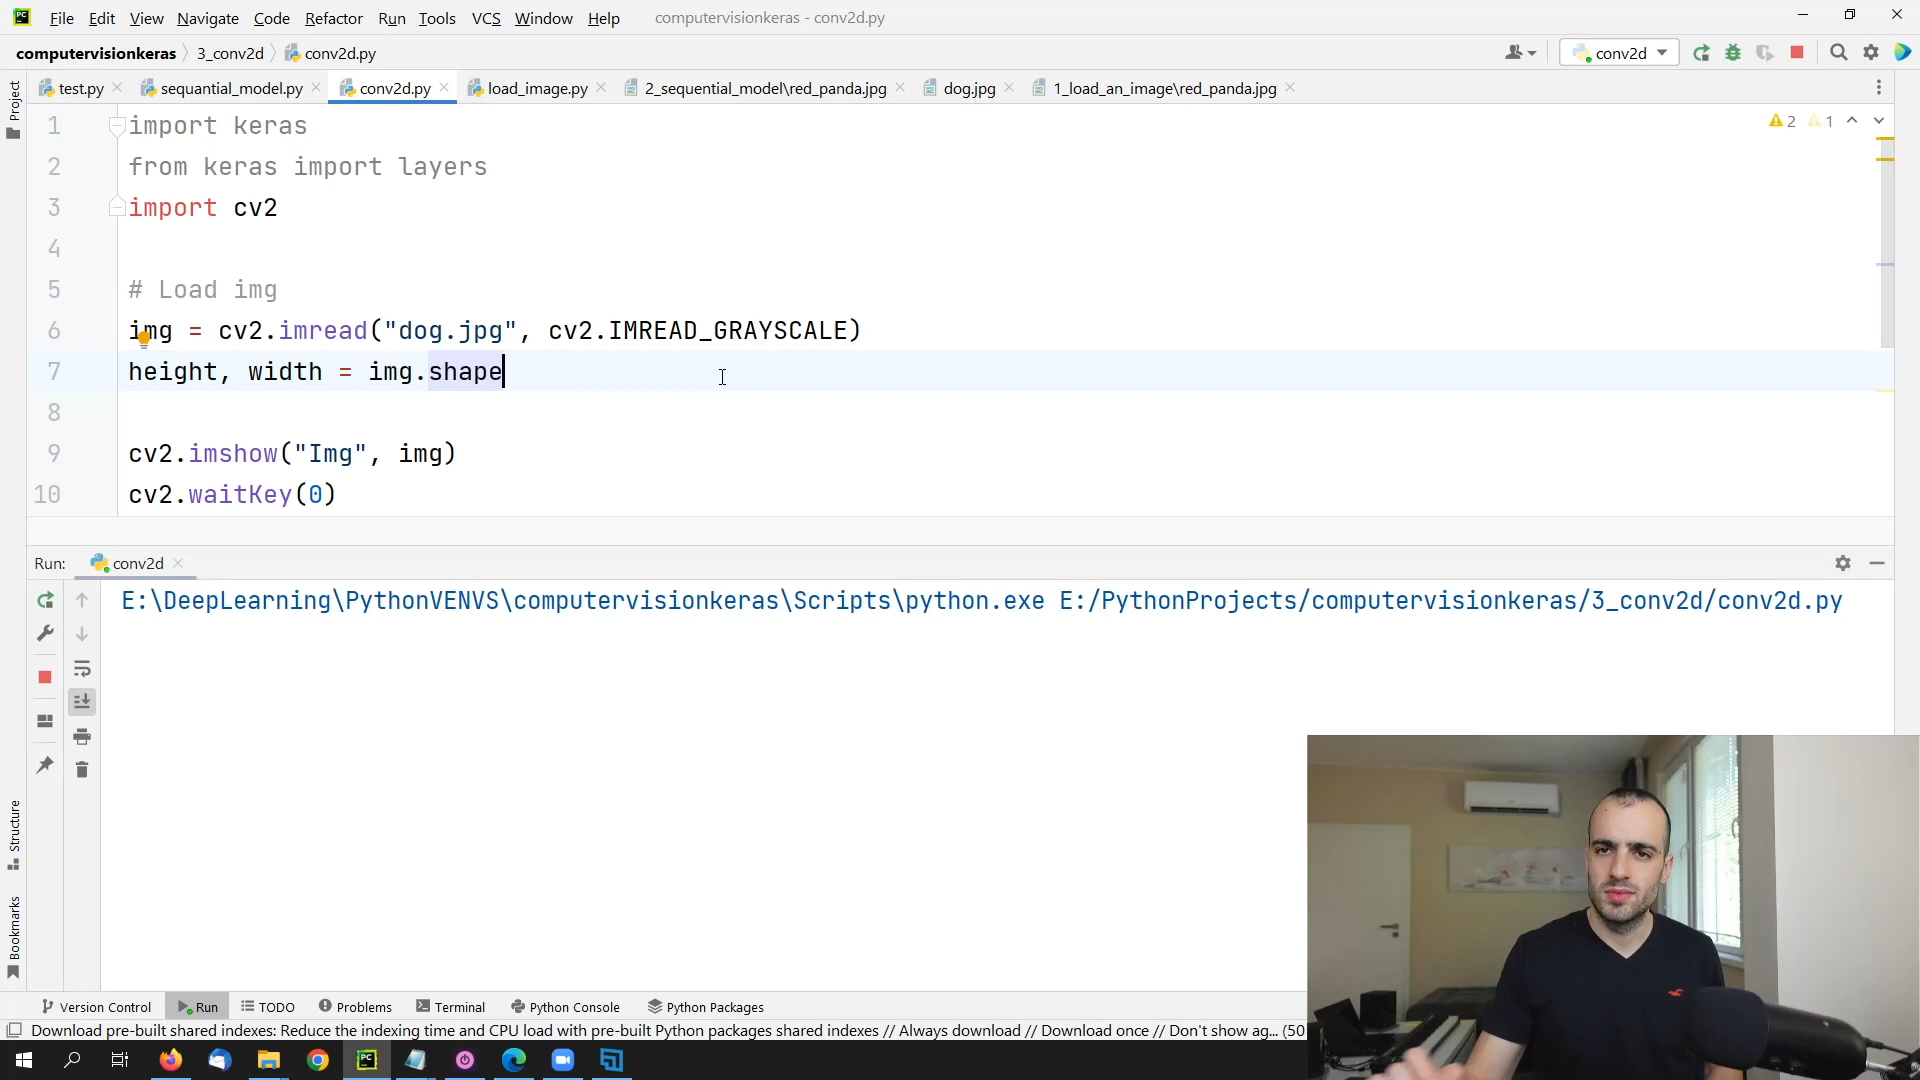 File Edit View Navigate Code Refactor Run Tools VCS Window Help computervisionkeras - conv2d.py
computervisionkeras 3_conv2d conv2d.py conv2d
test.py sequantial_model.py conv2d.py load_image.py 2_sequential_model\red_panda.jpg dog.jpg 1_load_an_image\red_panda.jpg
Project
2 1
1 import keras
2 from keras import layers
3 import cv2
4
5 # Load img
6 img = cv2.imread("dog.jpg", cv2.IMREAD_GRAYSCALE)
7 height, width = img.shape
8
9 cv2.imshow("Img", img)
10 cv2.waitKey(0)
Run: conv2d
E:\DeepLearning\PythonVENVS\computervisionkeras\Scripts\python.exe E:/PythonProjects/computervisionkeras/3_conv2d/conv2d.py
Structure
Bookmarks
Version Control Run TODO Problems Terminal Python Console Python Packages
Download pre-built shared indexes: Reduce the indexing time and CPU load with pre-built Python packages shared indexes // Always download // Download once // Don't show ag... (50